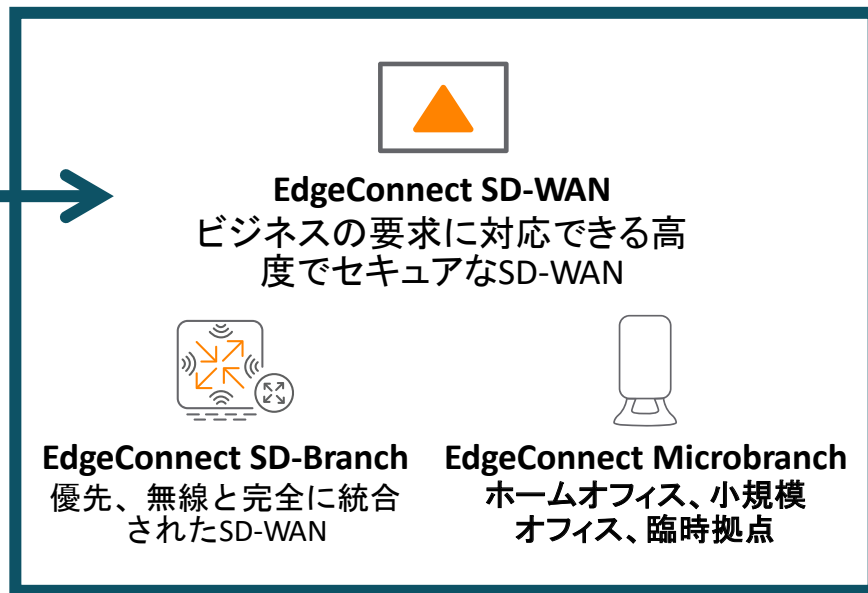 EdgeConnect SD-WAN
ビジネスの要求に対応できる高
度でセキュアなSD-WAN
EdgeConnect SD-Branch
優先、無線と完全に統合
されたSD-WAN
EdgeConnect Microbranch
ホームオフィス、小規模
オフィス、臨時拠点